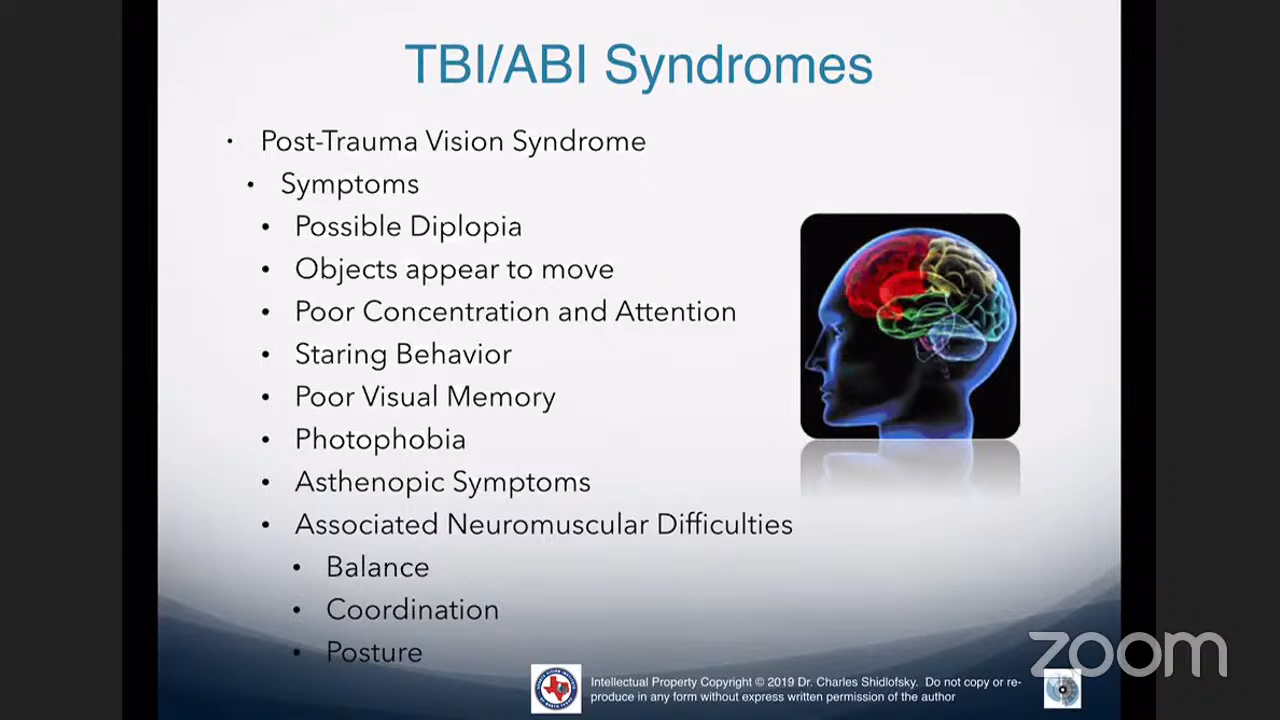 TBI/ABI Syndromes
• Post-Trauma Vision Syndrome
• Symptoms
• Possible Diplopia
• Objects appear to move
• Poor Concentration and Attention
• Staring Behavior
• Poor Visual Memory
• Photophobia
• Asthenopic Symptoms
• Associated Neuromuscular Difficulties
• Balance
• Coordination
• Posture
zoom
Intellectual Property Copyright © 2019 Dr. Charles Shidlofsky. Do not copy or re-
produce in any form without express written permission of the author